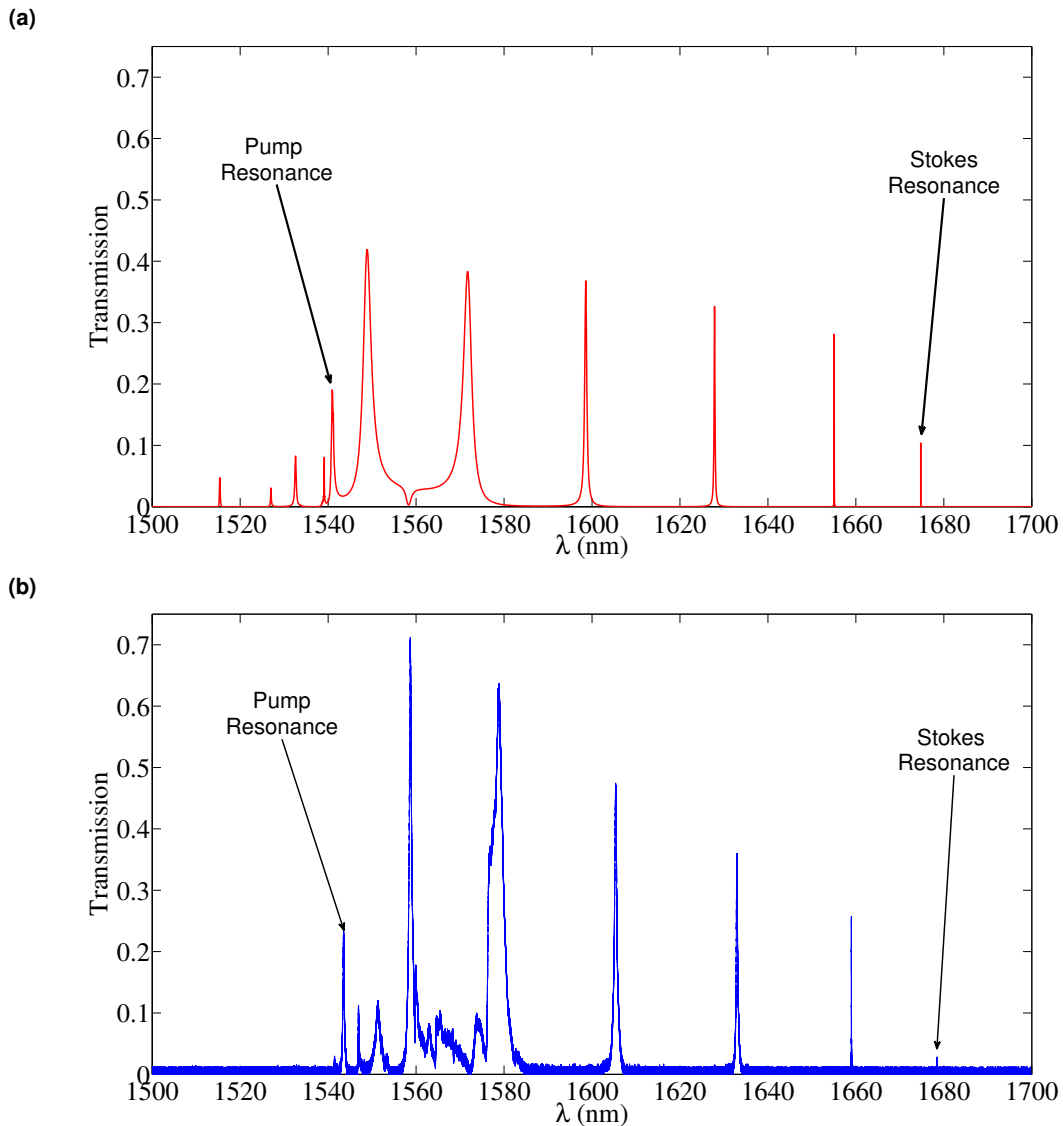 (a)
0.7
0.6
0.5
0.4
0.3
0.2
0.1
0
Transmission
Pump
Resonance
Stokes
Resonance
1500 1520 1540 1560 1580 1600 1620 1640 1660 1680 1700
λ (nm)
(b)
0.7
0.6
0.5
0.4
0.3
0.2
0.1
0
Transmission
Pump
Resonance
Stokes
Resonance
1500 1520 1540 1560 1580 1600 1620 1640 1660 1680 1700
λ (nm)